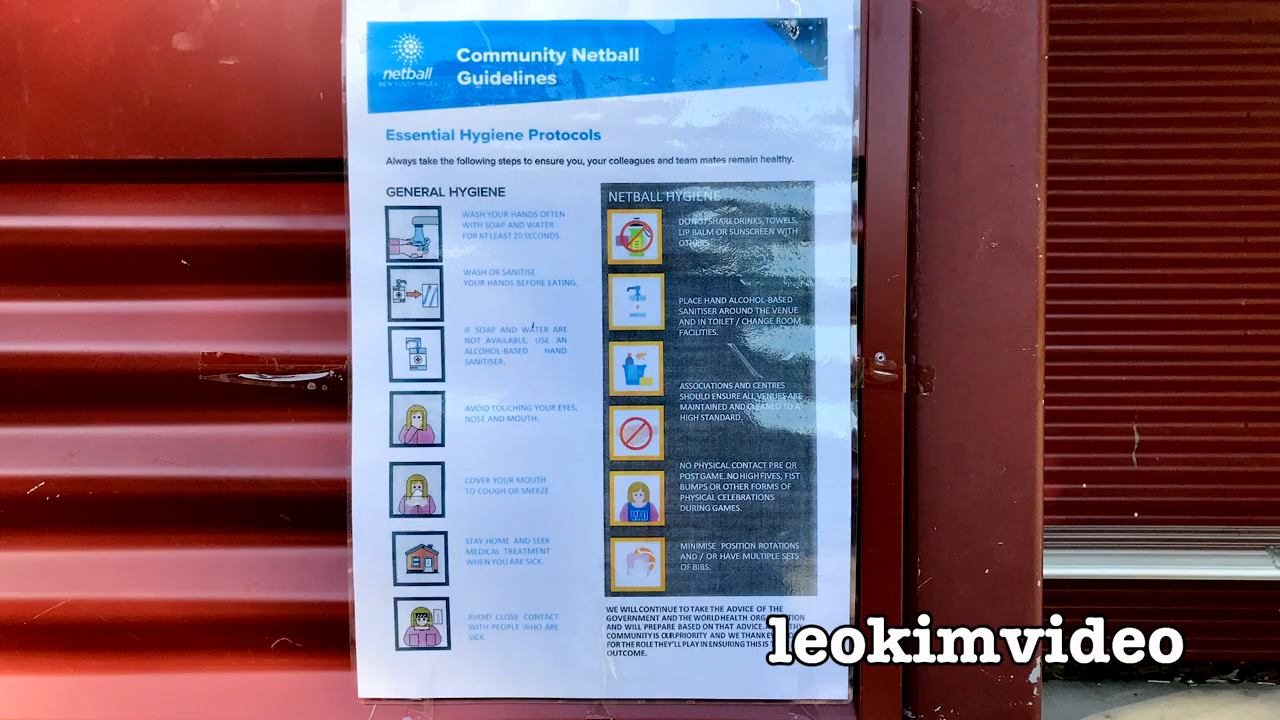 netball
NEW SOUTH WALES
Community Netball
Guidelines
Essential Hygiene Protocols
Always take the following steps to ensure you, your colleagues and team mates remain healthy.
GENERAL HYGIENE
WASH YOUR HANDS OFTEN
WITH SOAP AND WATER
FOR AT LEAST 20 SECONDS.
WASH OR SANITISE
YOUR HANDS BEFORE EATING.
IF SOAP AND WATER ARE
NOT AVAILABLE, USE AN
ALCOHOL-BASED HAND
SANITISER.
AVOID TOUCHING YOUR EYES,
NOSE AND MOUTH.
COVER YOUR MOUTH
TO COUGH OR SNEEZE
STAY HOME AND SEEK
MEDICAL TREATMENT
WHEN YOU ARE SICK.
AVOID CLOSE CONTACT
WITH PEOPLE WHO ARE
SICK.
NETBALL HYGIENE
DO NOT SHARE DRINKS, TOWELS,
LIP BALM OR SUNSCREEN WITH
OTHERS.
PLACE HAND ALCOHOL-BASED
SANITISER AROUND THE VENUE
AND IN TOILET / CHANGE ROOM
FACILITIES.
ASSOCIATIONS AND CENTRES
SHOULD ENSURE ALL VENUES ARE
MAINTAINED AND CLEANED TO A
HIGH STANDARD.
NO PHYSICAL CONTACT PRE OR
POST GAME. NO HIGH FIVES, FIST
BUMPS OR OTHER FORMS OF
PHYSICAL CELEBRATIONS
DURING GAMES.
WD
MINIMISE POSITION ROTATIONS
AND / OR HAVE MULTIPLE SETS
OF BIBS.
WE WILL CONTINUE TO TAKE THE ADVICE OF THE
GOVERNMENT AND THE WORLD HEALTH
AND WILL PREPARE BASED ON THAT ADVICE.
COMMUNITY IS OUR PRIORITY AND WE
FOR THE ROLE THEY'LL PLAY IN ENSURING THIS IS
OUTCOME.
leokimvideo